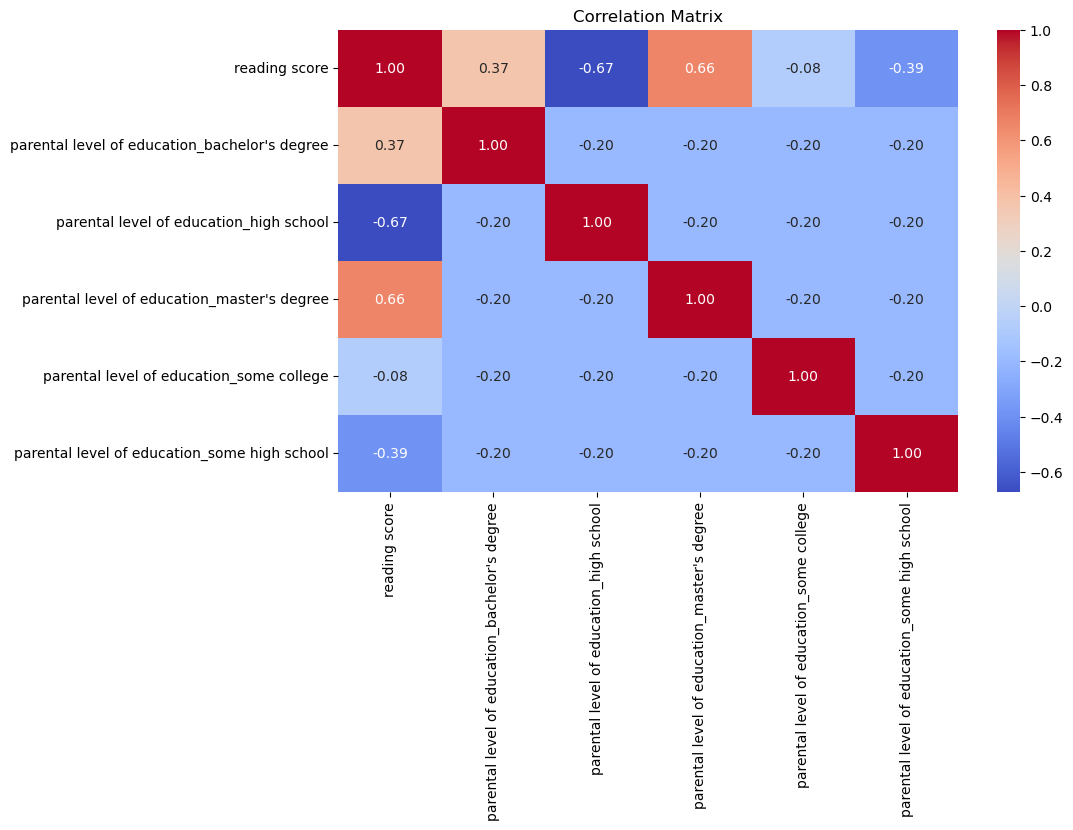 Correlation Matrix
reading score 1.00 0.37 -0.67 0.66 -0.08 -0.39
parental level of education_bachelor's degree 0.37 1.00 -0.20 -0.20 -0.20 -0.20
parental level of education_high school -0.67 -0.20 1.00 -0.20 -0.20 -0.20
parental level of education_master's degree 0.66 -0.20 -0.20 1.00 -0.20 -0.20
parental level of education_some college -0.08 -0.20 -0.20 -0.20 1.00 -0.20
parental level of education_some high school -0.39 -0.20 -0.20 -0.20 -0.20 1.00
reading score
parental level of education_bachelor's degree
parental level of education_high school
parental level of education_master's degree
parental level of education_some college
parental level of education_some high school
1.0
0.8
0.6
0.4
0.2
0.0
−0.2
−0.4
−0.6